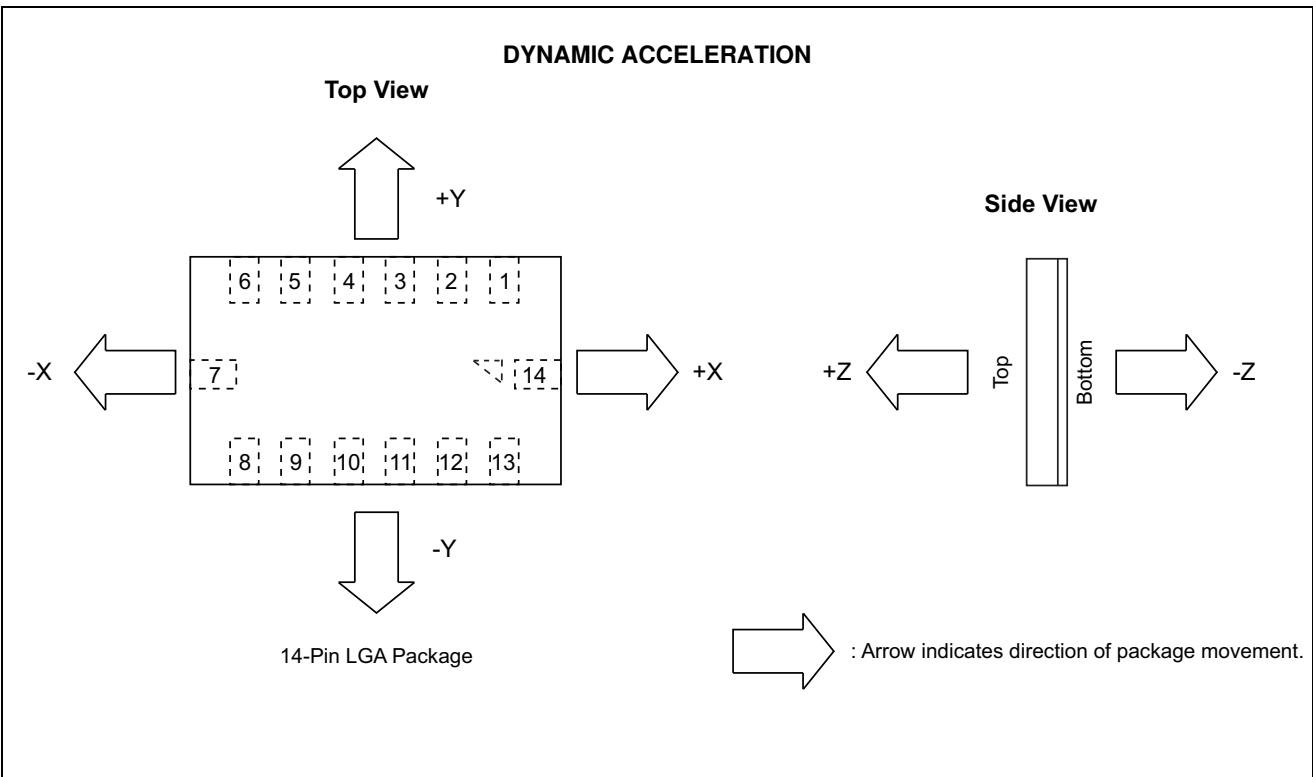 DYNAMIC ACCELERATION
Top View
+Y
Side View
6 5 4 3 2 1
-X
7
14
+X
+Z
Top
Bottom
-Z
8 9 10 11 12 13
-Y
14-Pin LGA Package
: Arrow indicates direction of package movement.